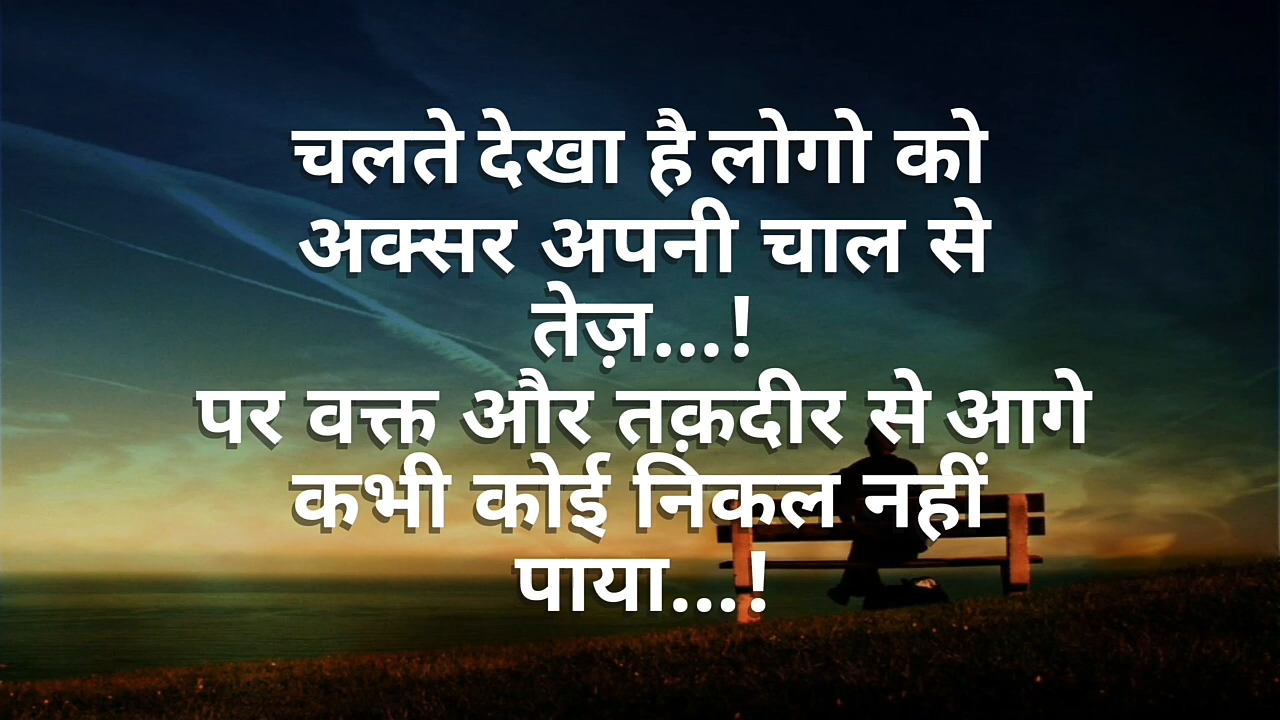 चलते देखा है लोगो को
अक्सर अपनी चाल से
तेज़...!
पर वक्त और तक़दीर से आगे
कभी कोई निकल नहीं
पाया...!